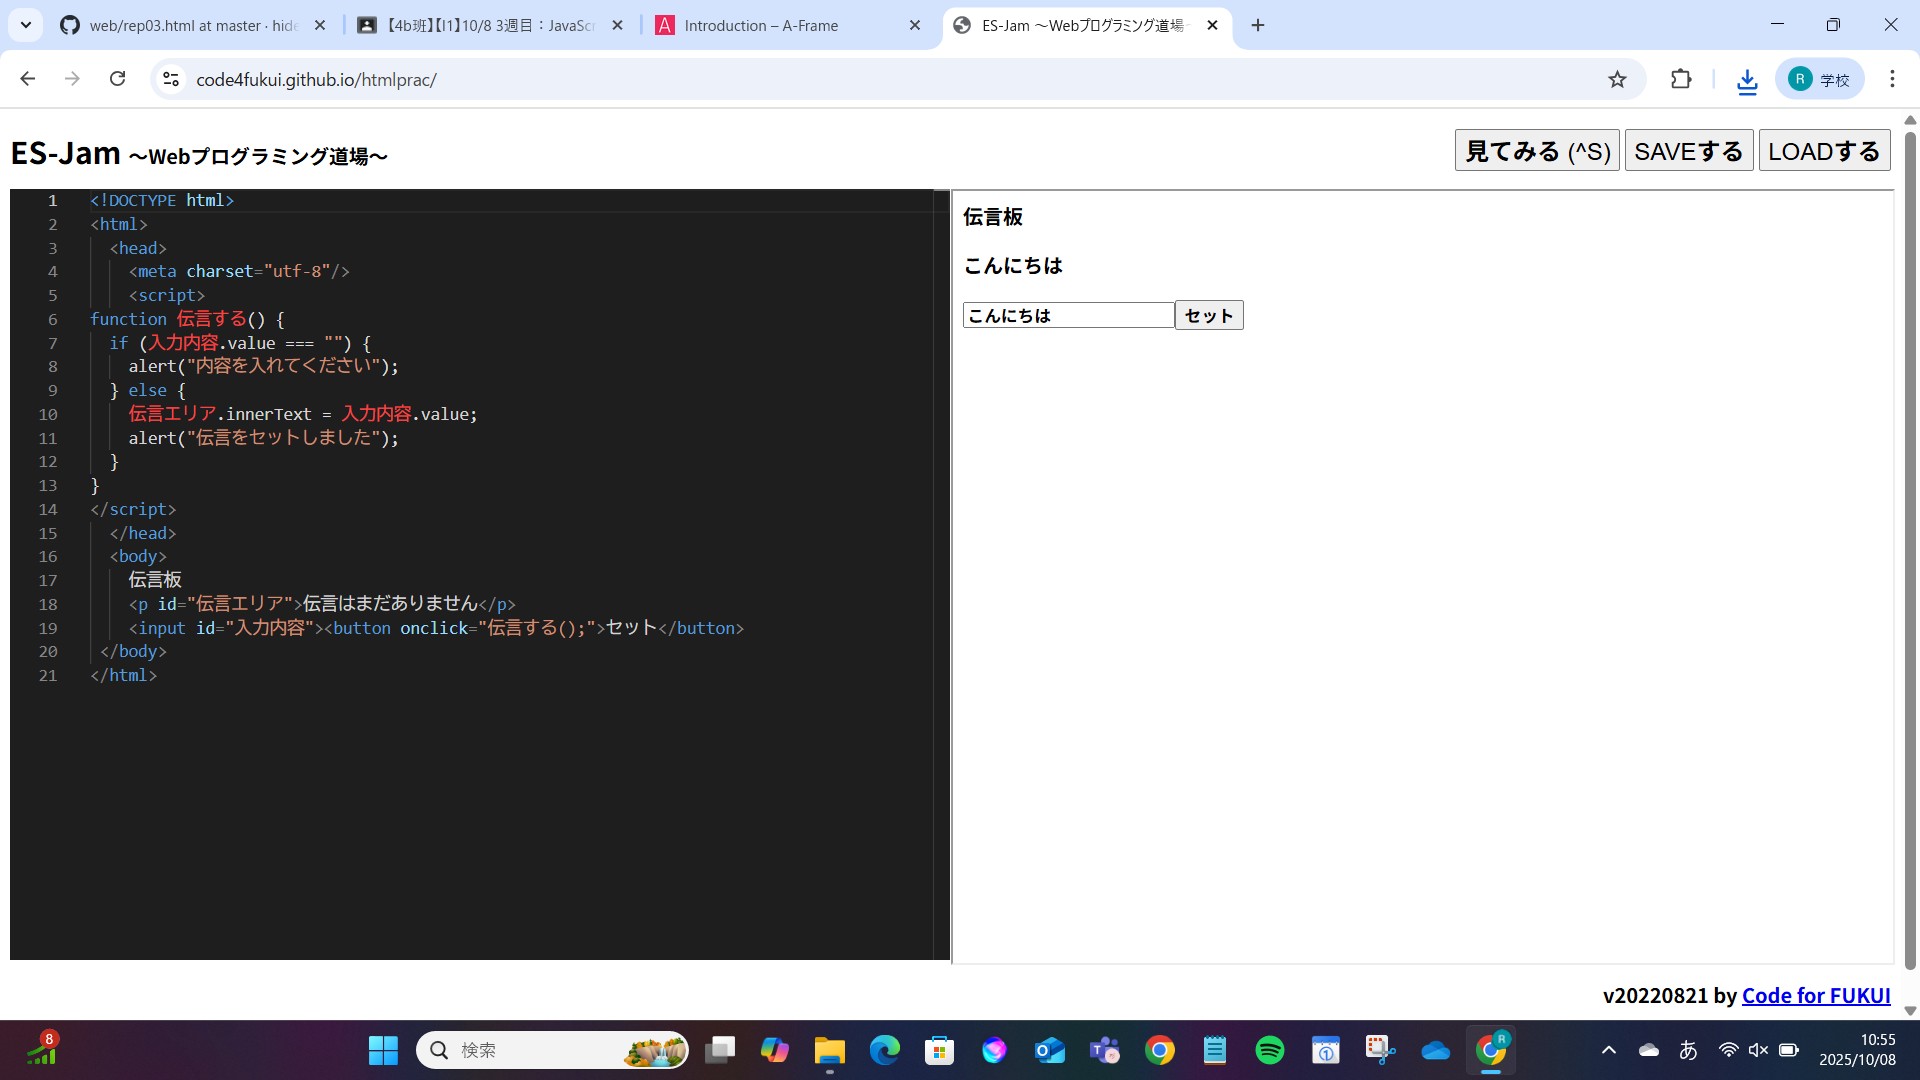 web/rep03.html at master · hide
【4b班】【I1】10/8 3週目：JavaScr
Introduction – A-Frame
ES-Jam ～Webプログラミング道場～
code4fukui.github.io/htmlprac/
R 学校
ES-Jam ～Webプログラミング道場～
見てみる (^S) SAVEする LOADする
1 <!DOCTYPE html>
2 <html>
3 <head>
4 <meta charset="utf-8"/>
5 <script>
6 function 伝言する() {
7 if (入力内容.value === "") {
8 alert("内容を入れてください");
9 } else {
10 伝言エリア.innerText = 入力内容.value;
11 alert("伝言をセットしました");
12 }
13 }
14 </script>
15 </head>
16 <body>
17 伝言板
18 <p id="伝言エリア">伝言はまだありません</p>
19 <input id="入力内容"><button onclick="伝言する();">セット</button>
20 </body>
21 </html>
伝言板
こんにちは
こんにちは セット
v20220821 by Code for FUKUI
8
検索
あ
10:55
2025/10/08